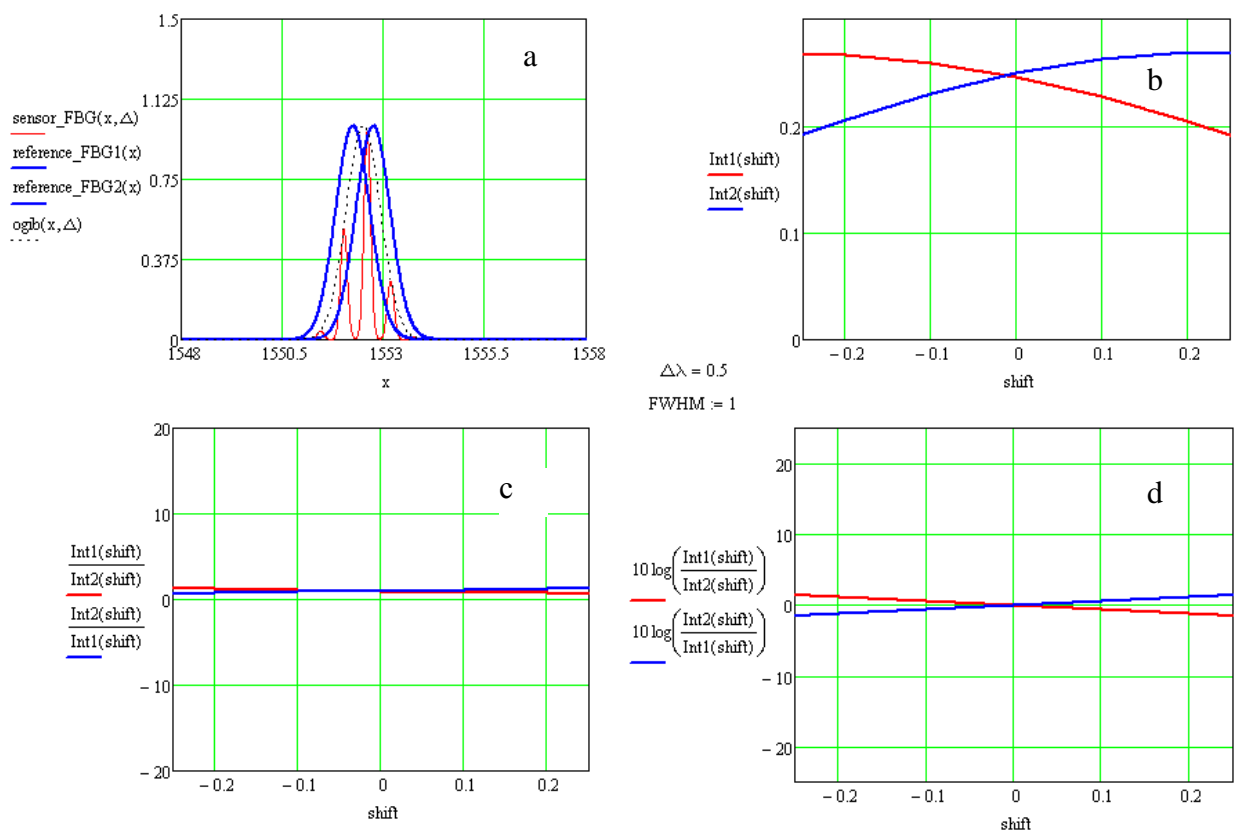 1.5
1.125
0.75
0.375
0
1548
1550.5
1553
1555.5
1558
x
sensor_FBG(x,Δ)
reference_FBG1(x)
reference_FBG2(x)
ogib(x,Δ)
a
0.2
0.1
0
− 0.2
− 0.1
0
0.1
0.2
shift
Int1(shift)
Int2(shift)
b
Δλ = 0.5
FWHM := 1
20
10
0
− 10
− 20
− 0.2
− 0.1
0
0.1
0.2
shift
Int1(shift)
Int2(shift)
Int2(shift)
Int1(shift)
c
20
10
0
− 10
− 20
− 0.2
− 0.1
0
0.1
0.2
shift
10 log(Int1(shift)
Int2(shift))
10 log(Int2(shift)
Int1(shift))
d